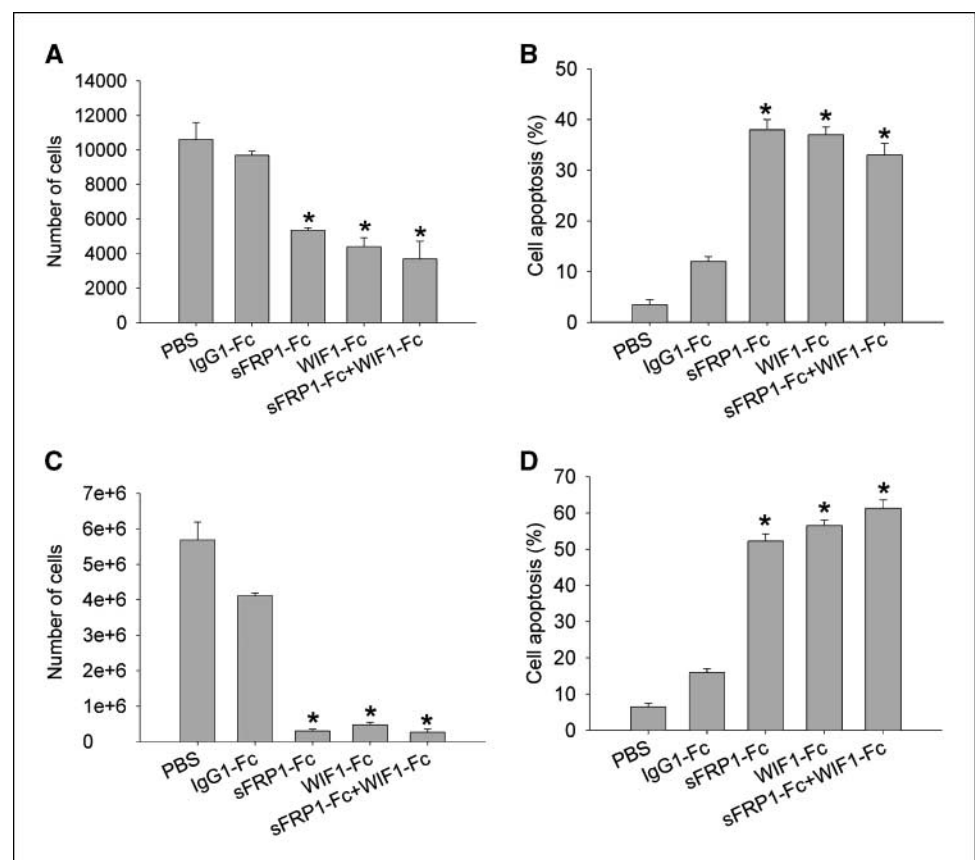 A
14000
12000
10000
8000
6000
4000
2000
0
Number of cells
* * *
PBS
IgG1-Fc
sFRP1-Fc
WIF1-Fc
sFRP1-Fc+WIF1-Fc
B
50
40
30
20
10
0
Cell apoptosis (%)
* * *
PBS
IgG1-Fc
sFRP1-Fc
WIF1-Fc
sFRP1-Fc+WIF1-Fc
C
7e+6
6e+6
5e+6
4e+6
3e+6
2e+6
1e+6
0
Number of cells
* * *
PBS
IgG1-Fc
sFRP1-Fc
WIF1-Fc
sFRP1-Fc+WIF1-Fc
D
70
60
50
40
30
20
10
0
Cell apoptosis (%)
* * *
PBS
IgG1-Fc
sFRP1-Fc
WIF1-Fc
sFRP1-Fc+WIF1-Fc